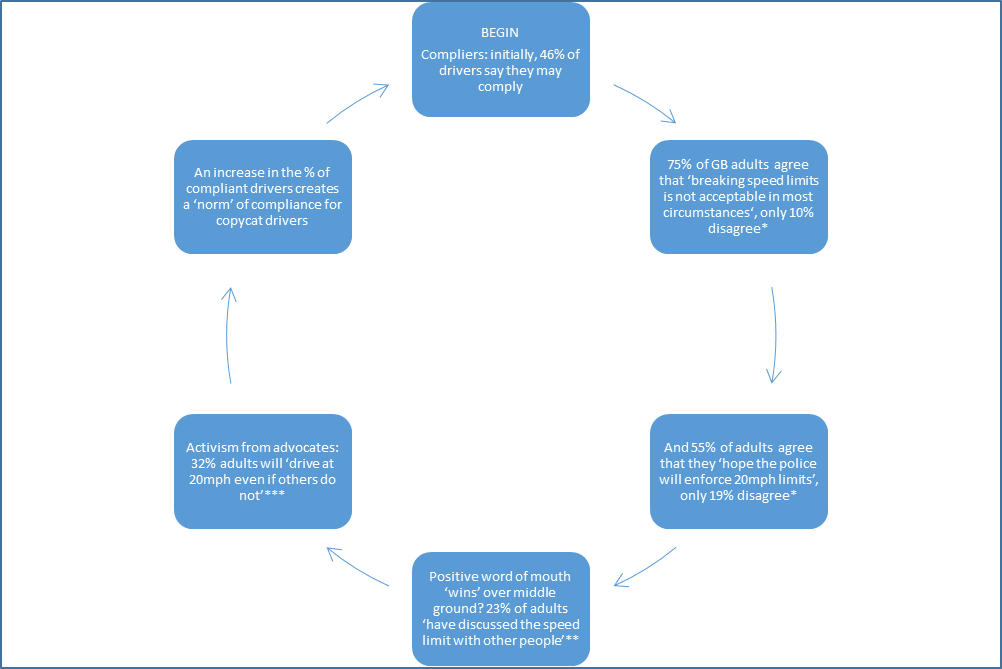 BEGIN
Compliers: initially, 46% of
drivers say they may
comply
75% of GB adults agree
that ‘breaking speed limits
is not acceptable in most
circumstances‘, only 10%
disagree*
And 55% of adults agree
that they ‘hope the police
will enforce 20mph limits’,
only 19% disagree*
Positive word of mouth
‘wins’ over middle
ground? 23% of adults
‘have discussed the speed
limit with other people’**
Activism from advocates:
32% adults will ‘drive at
20mph even if others do
not’***
An increase in the % of
compliant drivers creates
a ‘norm’ of compliance for
copycat drivers